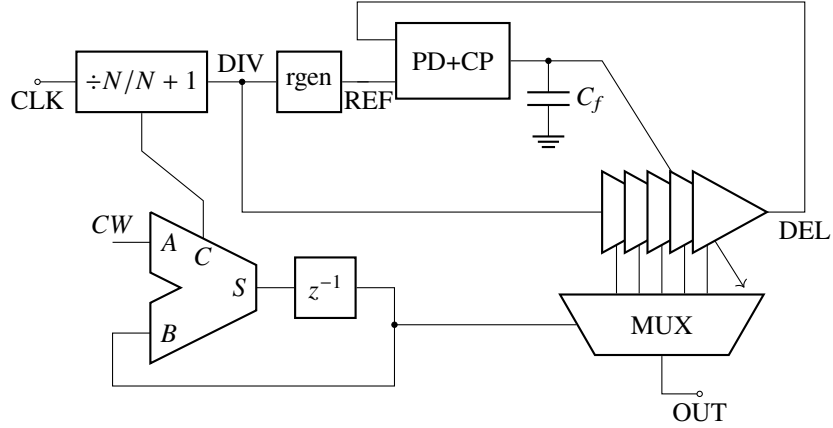 ÷N/N + 1
DIV
rgen
PD+CP
CLK
REF
C_f
CW
A
C
DEL
S
z⁻¹
B
MUX
OUT